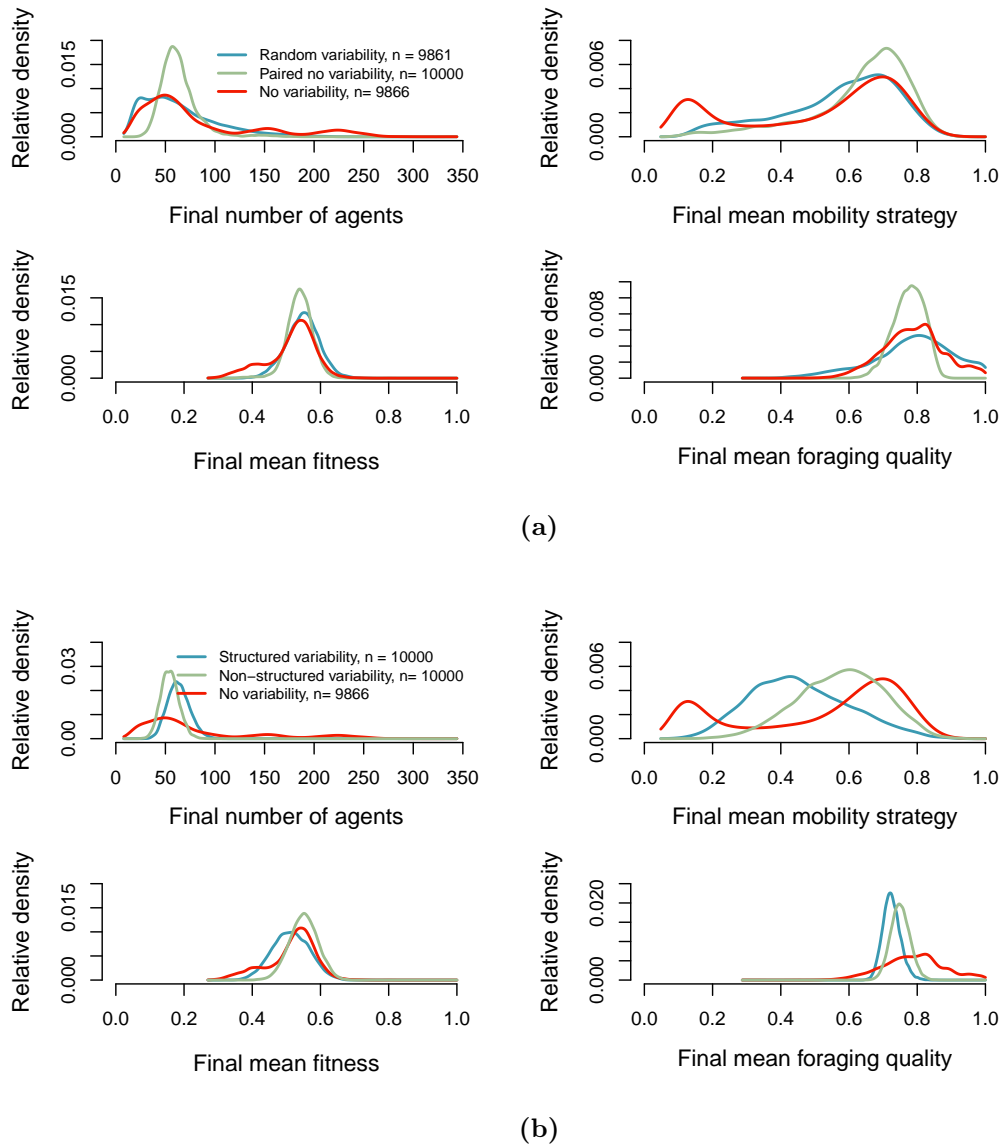 Relative density
0.000 0.015
Random variability, n = 9861
Paired no variability, n= 10000
No variability, n= 9866
0 50 100 150 200 250 300 350
Final number of agents
Relative density
0.000 0.006
0.0 0.2 0.4 0.6 0.8 1.0
Final mean mobility strategy
Relative density
0.000 0.015
0.0 0.2 0.4 0.6 1.0
Final mean fitness
Relative density
0.000 0.008
0.0 0.2 0.4 0.6 0.8 1.0
Final mean foraging quality
(a)
Relative density
0.00 0.03
Structured variability, n = 10000
Non−structured variability, n= 10000
No variability, n= 9866
0 50 100 150 200 250 300 350
Final number of agents
Relative density
0.000 0.006
0.0 0.2 0.4 0.6 0.8 1.0
Final mean mobility strategy
Relative density
0.000 0.015
0.0 0.2 0.4 0.6 1.0
Final mean fitness
Relative density
0.000 0.020
0.0 0.2 0.4 0.6 0.8 1.0
Final mean foraging quality
(b)